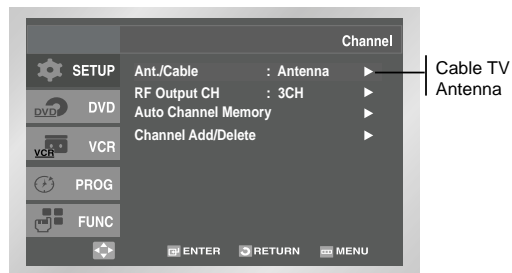 Channel
SETUP
DVD
DVD
VCR
VCR
PROG
FUNC
Ant./Cable : Antenna ►
RF Output CH : 3CH ►
Auto Channel Memory ►
Channel Add/Delete ►
ENTER RETURN MENU
Cable TV
Antenna